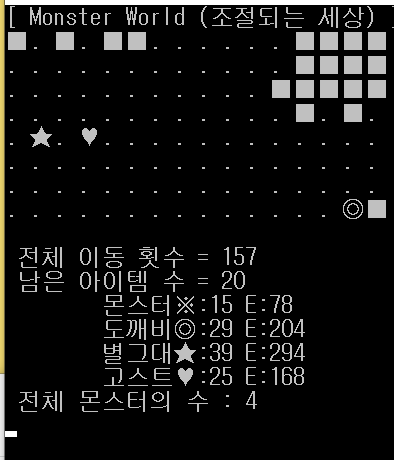 [ Monster World (조절되는 세상) ]
■. ■. ■■. . . . . . ■■■■
. . . . . . . . . . . . ■■■■
. . . . . . . . . . . ■■■■■
. . . . . . . . . . . . ■. ■.
. ★. ♥. . . . . . . . . . . .
. . . . . . . . . . . . . . . .
. . . . . . . . . . . . . . . .
. . . . . . . . . . . . . . ◎■
전체 이동 횟수 = 157
남은 아이템 수 = 20
몬스터※:15 E:78
도깨비◎:29 E:204
별그대★:39 E:294
고스트♥:25 E:168
전체 몬스터의 수 : 4